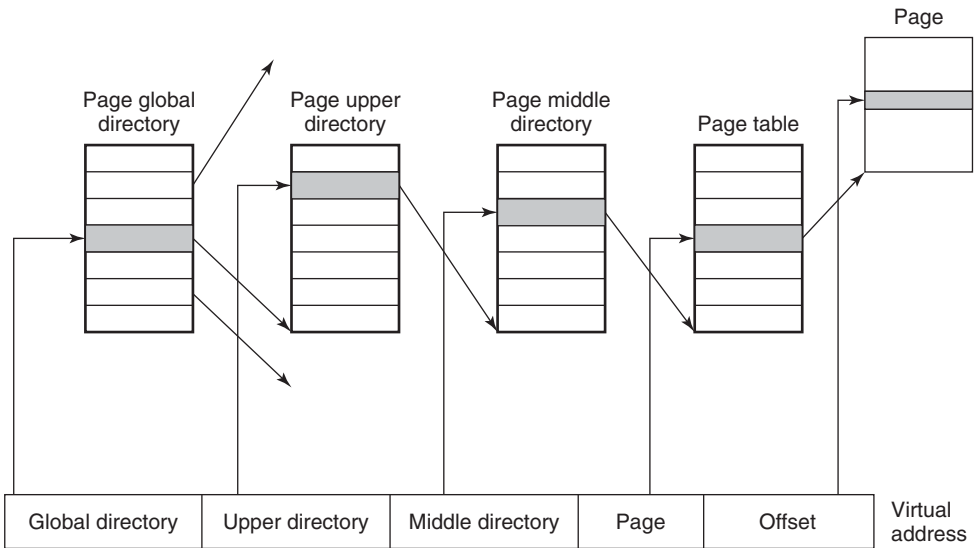 Page
Page global
directory
Page upper
directory
Page middle
directory
Page table
Global directory
Upper directory
Middle directory
Page
Offset
Virtual
address